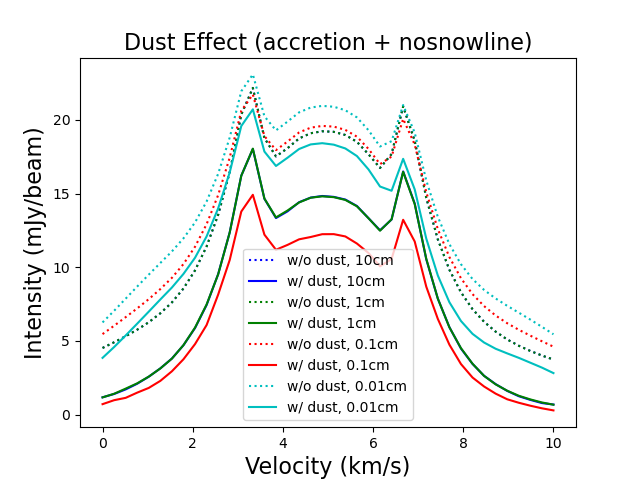 Dust Effect (accretion + nosnowline)
Intensity (mJy/beam)
20
15
10
5
0
w/o dust, 10cm
w/ dust, 10cm
w/o dust, 1cm
w/ dust, 1cm
w/o dust, 0.1cm
w/ dust, 0.1cm
w/o dust, 0.01cm
w/ dust, 0.01cm
0 2 4 6 8 10
Velocity (km/s)